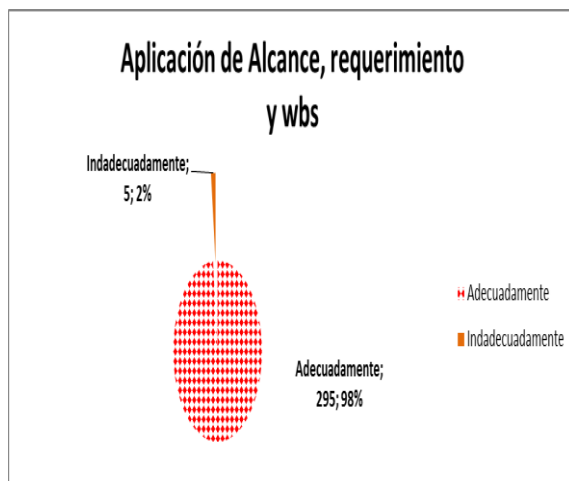 Aplicación de Alcance, requerimiento
y wbs
Indadecuadamente;
5; 2%
Adecuadamente
Indadecuadamente
Adecuadamente;
295; 98%